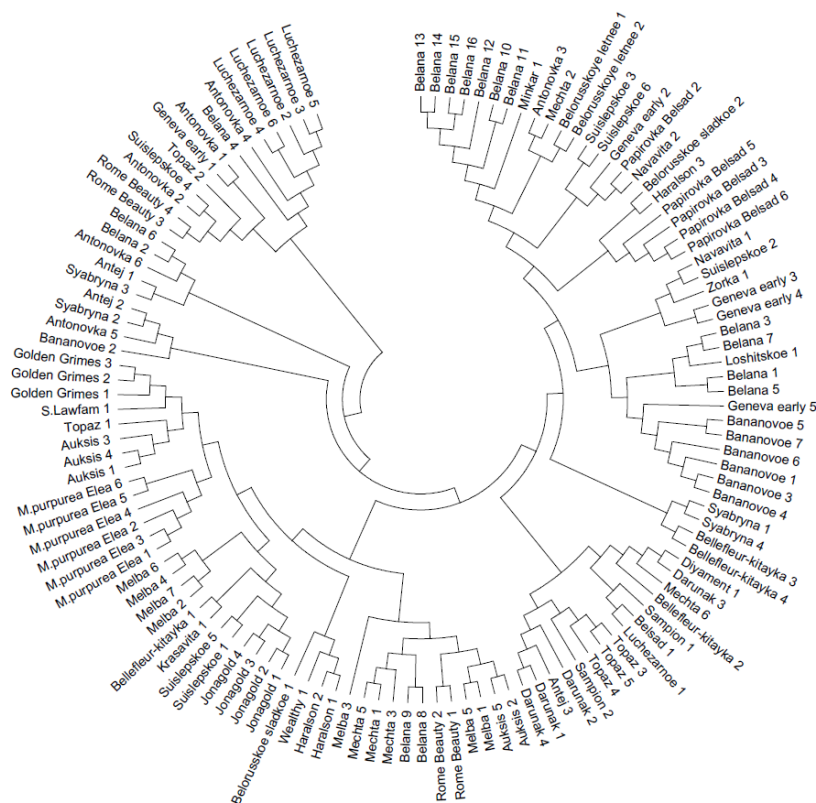 Belana 13
Belana 14
Belana 15
Belana 16
Belana 12
Belana 10
Belana 11
Minkar 1
Antonovka 3
Mechta 2
Belorusskoye letnee 1
Belorusskoye letnee 2
Suislepskoe 3
Suislepskoe 6
Geneva early 2
Papirovka Belsad 2
Navavita 2
Belorusskoe sladkoe 2
Haralson 3
Papirovka Belsad 5
Papirovka Belsad 3
Papirovka Belsad 4
Papirovka Belsad 6
Navavita 1
Suislepskoe 2
Zorka 1
Geneva early 3
Geneva early 4
Belana 3
Belana 7
Loshitskoe 1
Belana 1
Belana 5
Geneva early 5
Bananovoe 5
Bananovoe 7
Bananovoe 6
Bananovoe 1
Bananovoe 3
Bananovoe 4
Syabryna 1
Syabryna 4
Bellefleur-kitayka 3
Bellefleur-kitayka 4
Diyament 1
Darunak 3
Mechta 6
Bellefleur-kitayka 2
Sampion 1
Belsad 1
Luchezarnoe 1
Topaz 3
Topaz 5
Topaz 4
Sampion 2
Darunak 2
Antej 3
Darunak 1
Darunak 4
Auksis 2
Auksis 5
Melba 1
Melba 5
Rome Beauty 1
Rome Beauty 2
Belana 8
Belana 9
Mechta 3
Mechta 1
Mechta 5
Melba 3
Haralson 1
Haralson 2
Wealthy 1
Belorusskoe sladkoe 1
Jonagold 1
Jonagold 2
Jonagold 3
Jonagold 4
Suislepskoe 1
Suislepskoe 5
Krasavita 1
Bellefleur-kitayka 1
Melba 2
Melba 7
Melba 4
Melba 6
M.purpurea Elea 1
M.purpurea Elea 3
M.purpurea Elea 2
M.purpurea Elea 4
M.purpurea Elea 5
M.purpurea Elea 6
Auksis 1
Auksis 4
Auksis 3
Topaz 1
S.Lawfam 1
Golden Grimes 1
Golden Grimes 2
Golden Grimes 3
Bananovoe 2
Antonovka 5
Syabryna 2
Antej 2
Syabryna 3
Antej 1
Antonovka 6
Belana 2
Belana 6
Rome Beauty 3
Rome Beauty 4
Antonovka 2
Suislepskoe 4
Topaz 2
Geneva early 1
Antonovka 1
Belana 4
Antonovka 4
Luchezarnoe 4
Luchezarnoe 6
Luchezarnoe 2
Luchezarnoe 3
Luchezarnoe 5